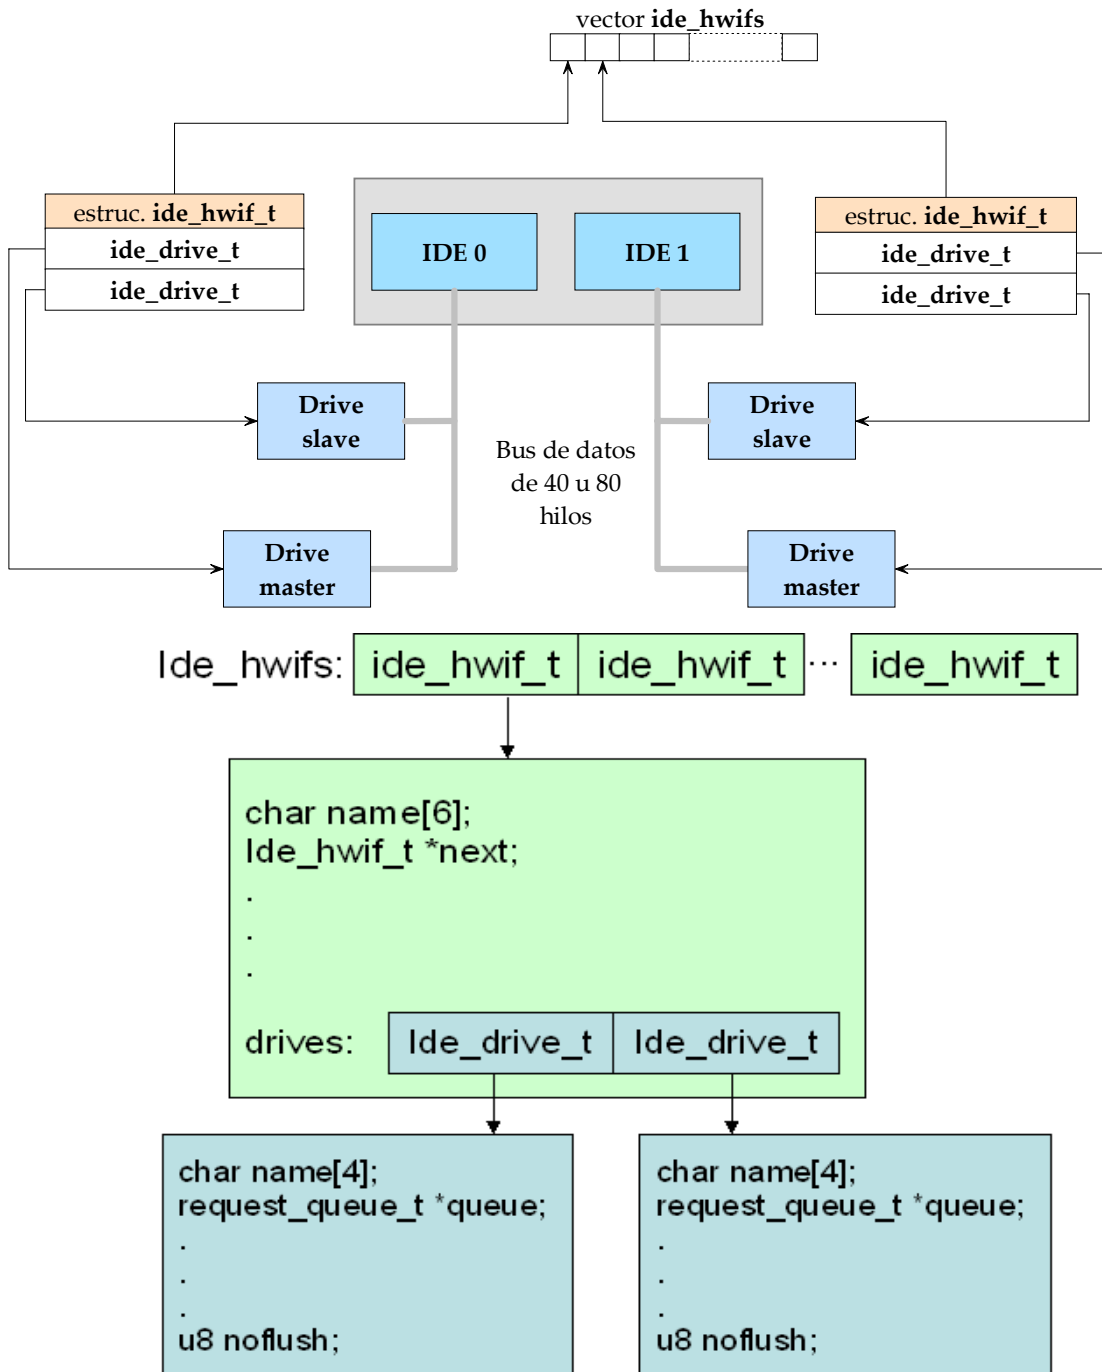 vector ide_hwifs
estruc. ide_hwif_t
ide_drive_t
ide_drive_t
IDE 0
IDE 1
estruc. ide_hwif_t
ide_drive_t
ide_drive_t
Drive
slave
Drive
slave
Bus de datos
de 40 u 80
hilos
Drive
master
Drive
master
Ide_hwifs: ide_hwif_t ide_hwif_t ... ide_hwif_t
char name[6];
Ide_hwif_t *next;
.
.
.
drives: Ide_drive_t Ide_drive_t
char name[4];
request_queue_t *queue;
.
.
.
u8 noflush;
char name[4];
request_queue_t *queue;
.
.
.
u8 noflush;